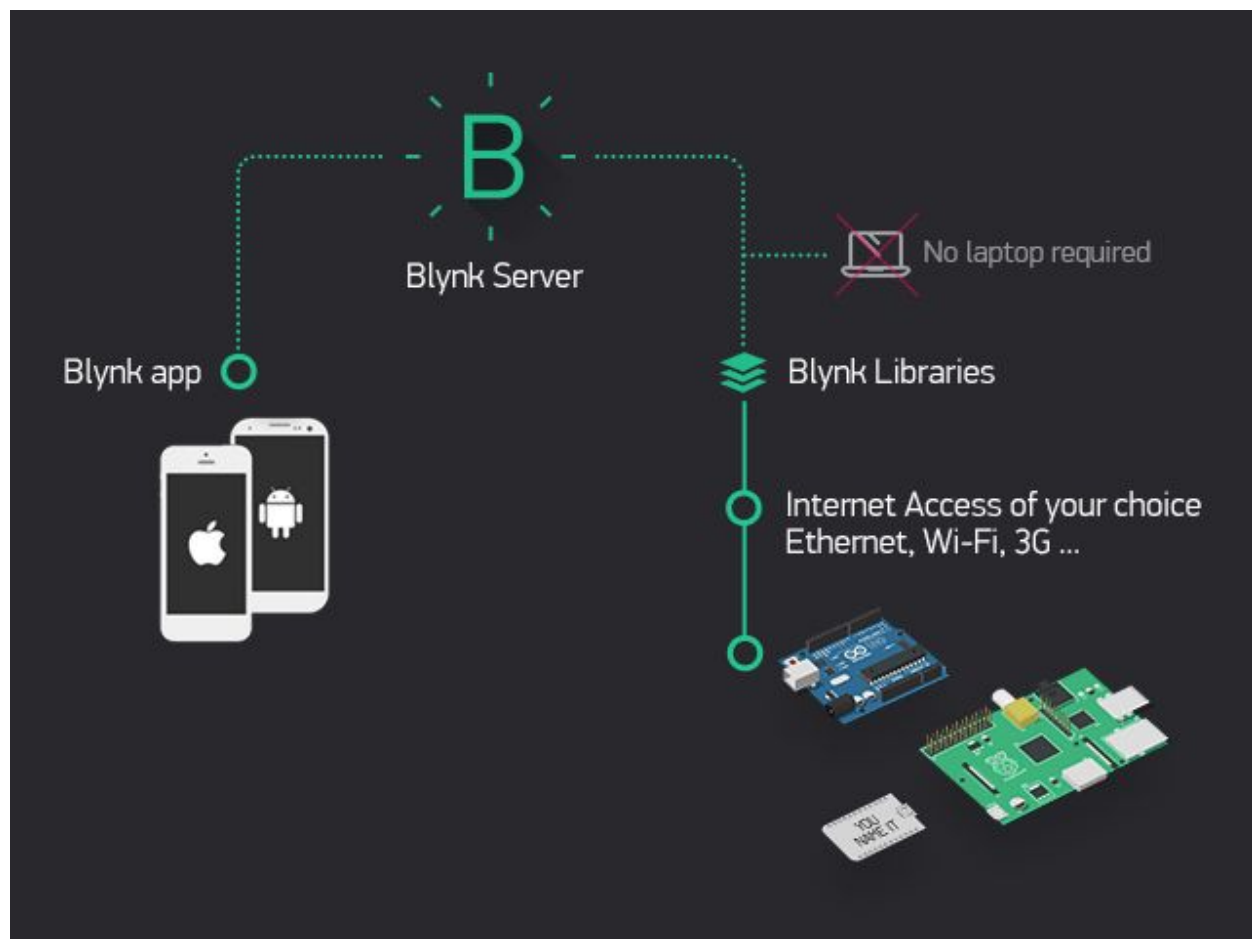 B
Blynk Server
No laptop required
Blynk app
Blynk Libraries
Internet Access of your choice
Ethernet, Wi-Fi, 3G ...
YOU
NAME IT